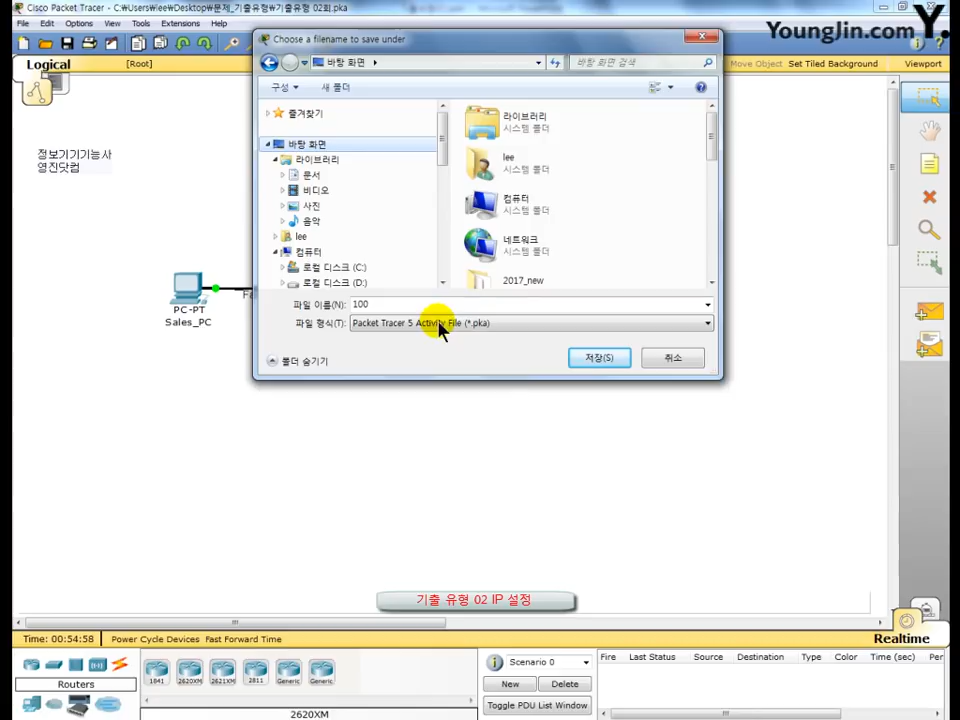 Cisco Packet Tracer - C:\Users\lee\Desktop\문제_기출유형\기출유형 02회.pka
File Edit Options View Tools Extensions Help
YoungJin.com Y.
Logical
[Root]
Move Object Set Tiled Background Viewport
Choose a filename to save under
바탕 화면
바탕 화면 검색
구성
새 폴더
즐겨찾기
바탕 화면
라이브러리
문서
비디오
사진
음악
lee
컴퓨터
로컬 디스크 (C:)
로컬 디스크 (D:)
라이브러리
시스템 폴더
lee
시스템 폴더
컴퓨터
시스템 폴더
네트워크
시스템 폴더
2017_new
파일 이름(N): 100
파일 형식(T): Packet Tracer 5 Activity File (*.pka)
폴더 숨기기
저장(S)
취소
정보기기기능사
영진닷컴
PC-PT
Sales_PC
Fa
기출 유형 02 IP 설정
Time: 00:54:58 Power Cycle Devices Fast Forward Time
Realtime
Routers
1841 2620XM 2621XM 2811 Generic Generic
2620XM
Scenario 0
New Delete
Toggle PDU List Window
Fire Last Status Source Destination Type Color Time (sec) Per